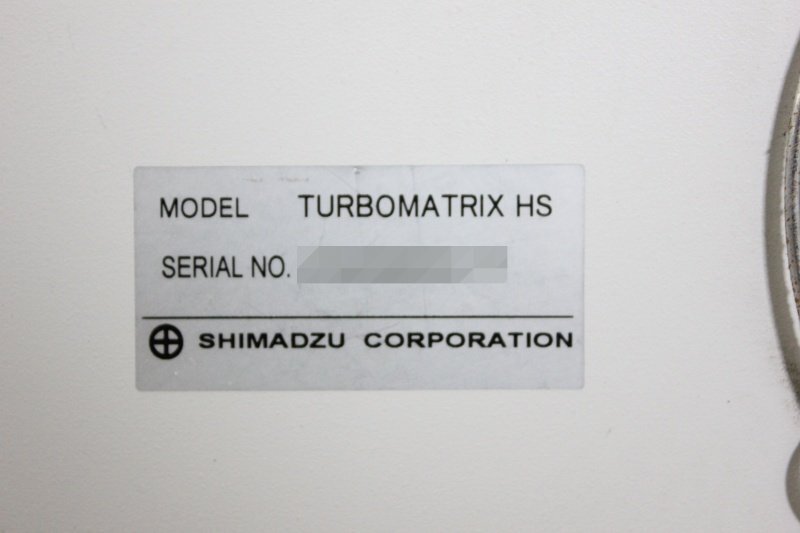 MODEL TURBOMATRIX HS
SERIAL NO.
SHIMADZU CORPORATION